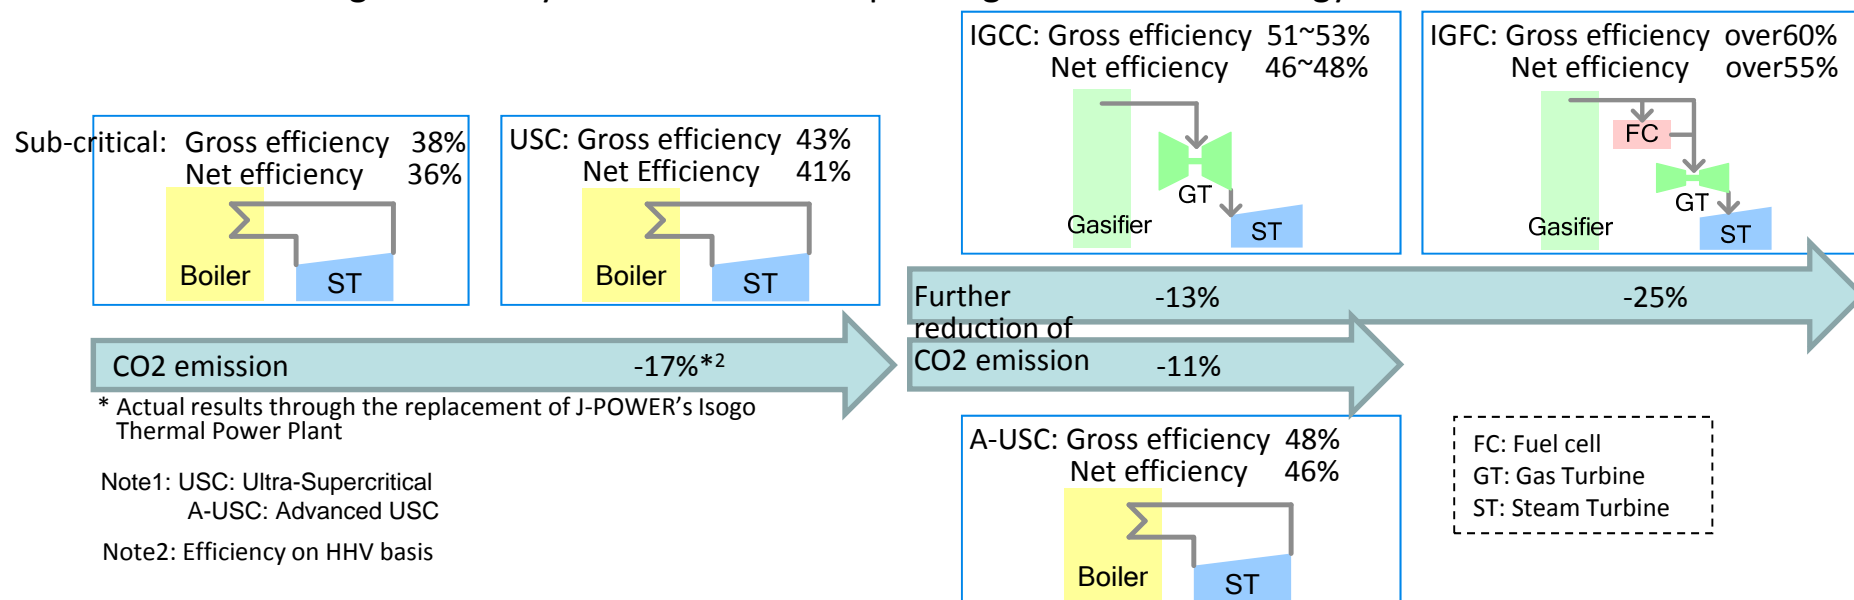 Sub-critical: Gross efficiency 38%
Net efficiency 36%
Boiler
ST
USC: Gross efficiency 43%
Net Efficiency 41%
Boiler
ST
IGCC: Gross efficiency 51~53%
Net efficiency 46~48%
Gasifier
GT
ST
IGFC: Gross efficiency over60%
Net efficiency over55%
FC
Gasifier
GT
ST
CO2 emission -17%*2
Further
reduction of
CO2 emission
-13%
-25%
-11%
* Actual results through the replacement of J-POWER's Isogo
Thermal Power Plant
Note1: USC: Ultra-Supercritical
A-USC: Advanced USC
Note2: Efficiency on HHV basis
A-USC: Gross efficiency 48%
Net efficiency 46%
Boiler
ST
FC: Fuel cell
GT: Gas Turbine
ST: Steam Turbine